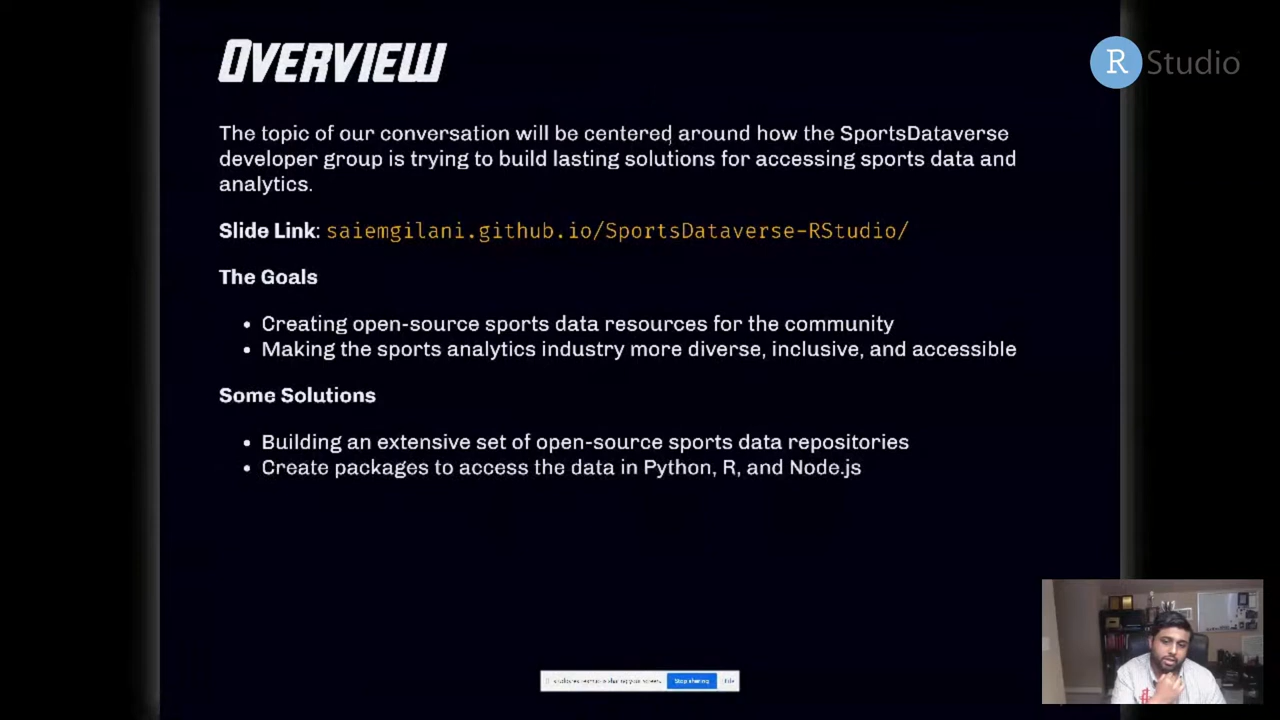 OVERVIEW
R Studio
The topic of our conversation will be centered around how the SportsDataverse
developer group is trying to build lasting solutions for accessing sports data and
analytics.
Slide Link: saiemgilani.github.io/SportsDataverse-RStudio/
The Goals
• Creating open-source sports data resources for the community
• Making the sports analytics industry more diverse, inclusive, and accessible
Some Solutions
• Building an extensive set of open-source sports data repositories
• Create packages to access the data in Python, R, and Node.js
sharing your screen.
Stop sharing
Hide